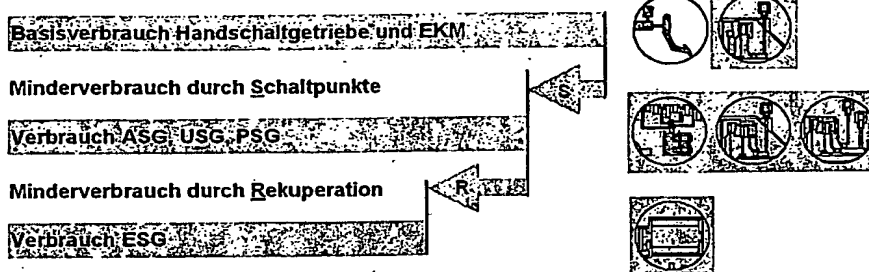 Basisverbrauch Handschaltgetriebe und EKM
Minderverbrauch durch Schaltpunkte
S
Verbrauch ASG, USG, PSG
Minderverbrauch durch Rekuperation
R
Verbrauch ESG